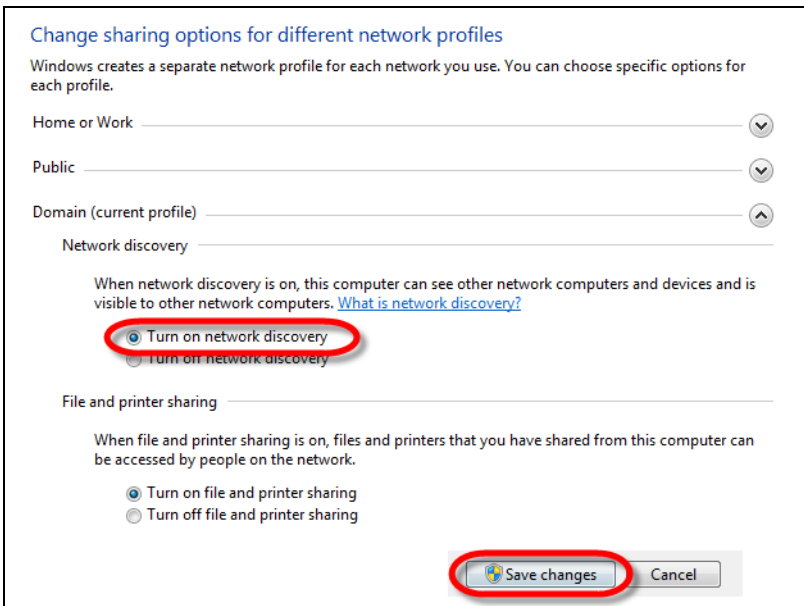 Change sharing options for different network profiles
Windows creates a separate network profile for each network you use. You can choose specific options for
each profile.
Home or Work
Public
Domain (current profile)
Network discovery
When network discovery is on, this computer can see other network computers and devices and is
visible to other network computers. What is network discovery?
Turn on network discovery
Turn off network discovery
File and printer sharing
When file and printer sharing is on, files and printers that you have shared from this computer can
be accessed by people on the network.
Turn on file and printer sharing
Turn off file and printer sharing
Save changes Cancel